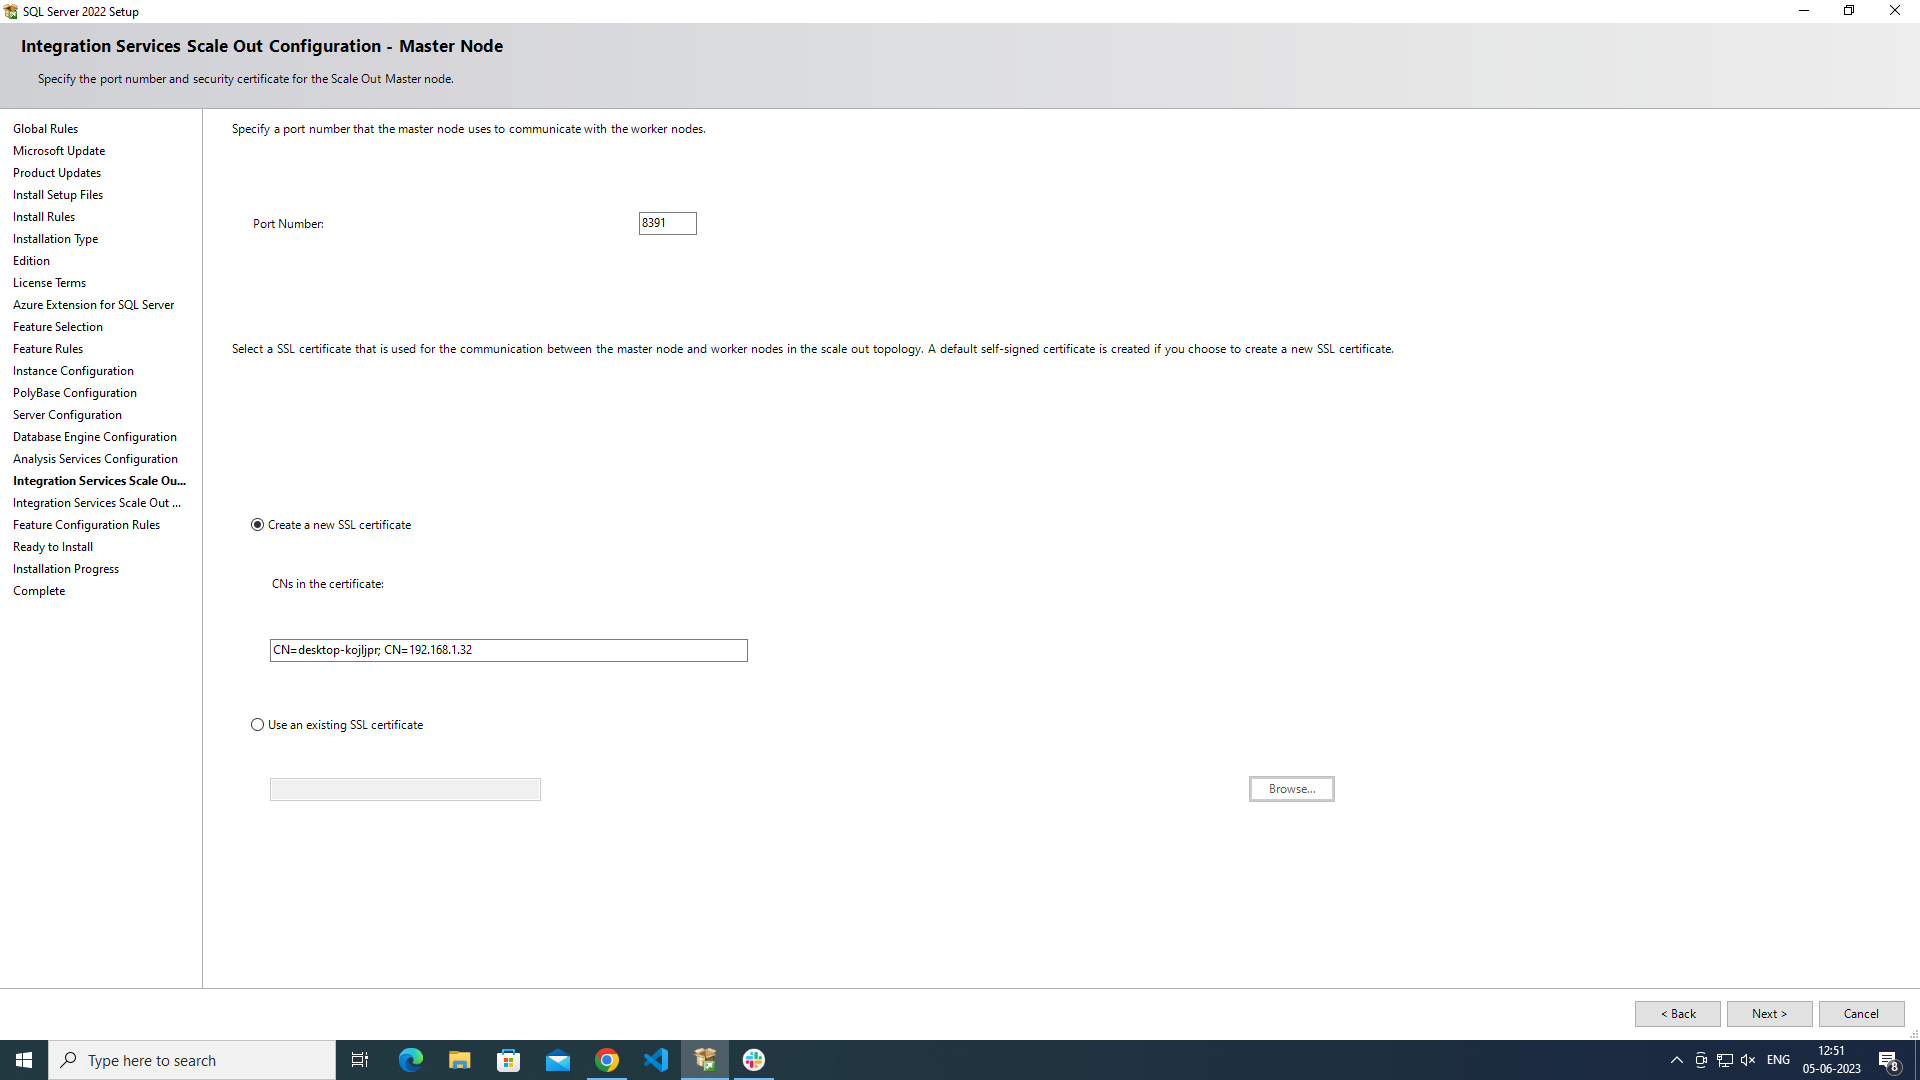 SQL Server 2022 Setup
Integration Services Scale Out Configuration - Master Node
Specify the port number and security certificate for the Scale Out Master node.
Global Rules
Microsoft Update
Product Updates
Install Setup Files
Install Rules
Installation Type
Edition
License Terms
Azure Extension for SQL Server
Feature Selection
Feature Rules
Instance Configuration
PolyBase Configuration
Server Configuration
Database Engine Configuration
Analysis Services Configuration
Integration Services Scale Ou...
Integration Services Scale Out ...
Feature Configuration Rules
Ready to Install
Installation Progress
Complete
Specify a port number that the master node uses to communicate with the worker nodes.
Port Number: 8391
Select a SSL certificate that is used for the communication between the master node and worker nodes in the scale out topology. A default self-signed certificate is created if you choose to create a new SSL certificate.
Create a new SSL certificate
CNs in the certificate:
CN=desktop-kojljpr; CN=192.168.1.32
Use an existing SSL certificate
Browse...
< Back Next > Cancel
Type here to search
ENG
12:51
05-06-2023
8